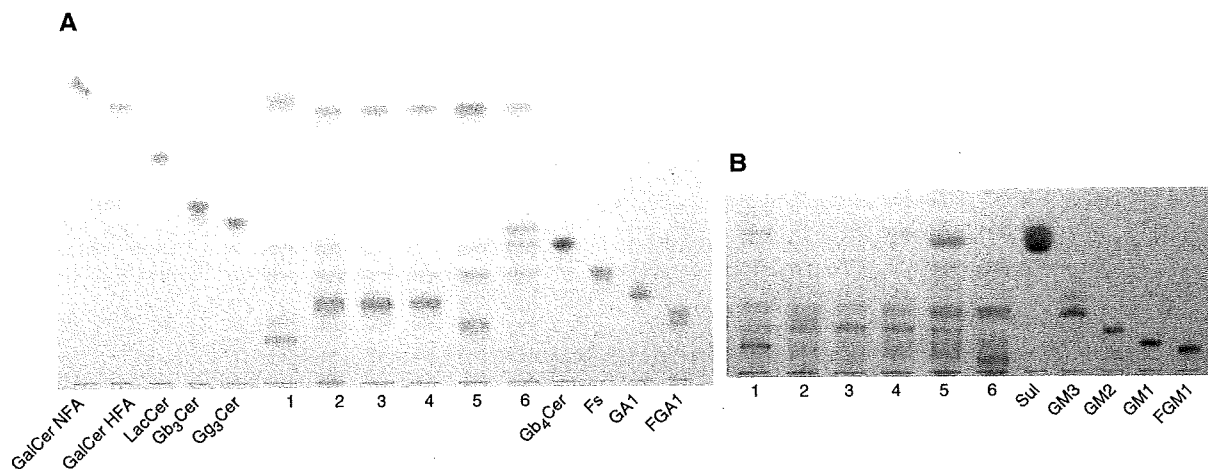 A
B
GalCer NFA
GalCer HFA
LacCer
Gb3Cer
Gg3Cer
1
2
3
4
5
6
Gb4Cer
Fs
GA1
FGA1
1
2
3
4
5
6
Sul
GM3
GM2
GM1
FGM1